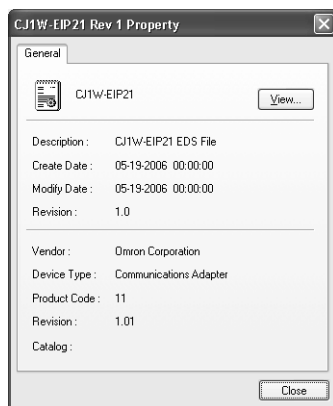 CJ1W-EIP21 Rev 1 Property
General
CJ1W-EIP21
View...
Description : CJ1W-EIP21 EDS File
Create Date : 05-19-2006 00:00:00
Modify Date : 05-19-2006 00:00:00
Revision : 1.0
Vendor : Omron Corporation
Device Type : Communications Adapter
Product Code : 11
Revision : 1.01
Catalog :
Close